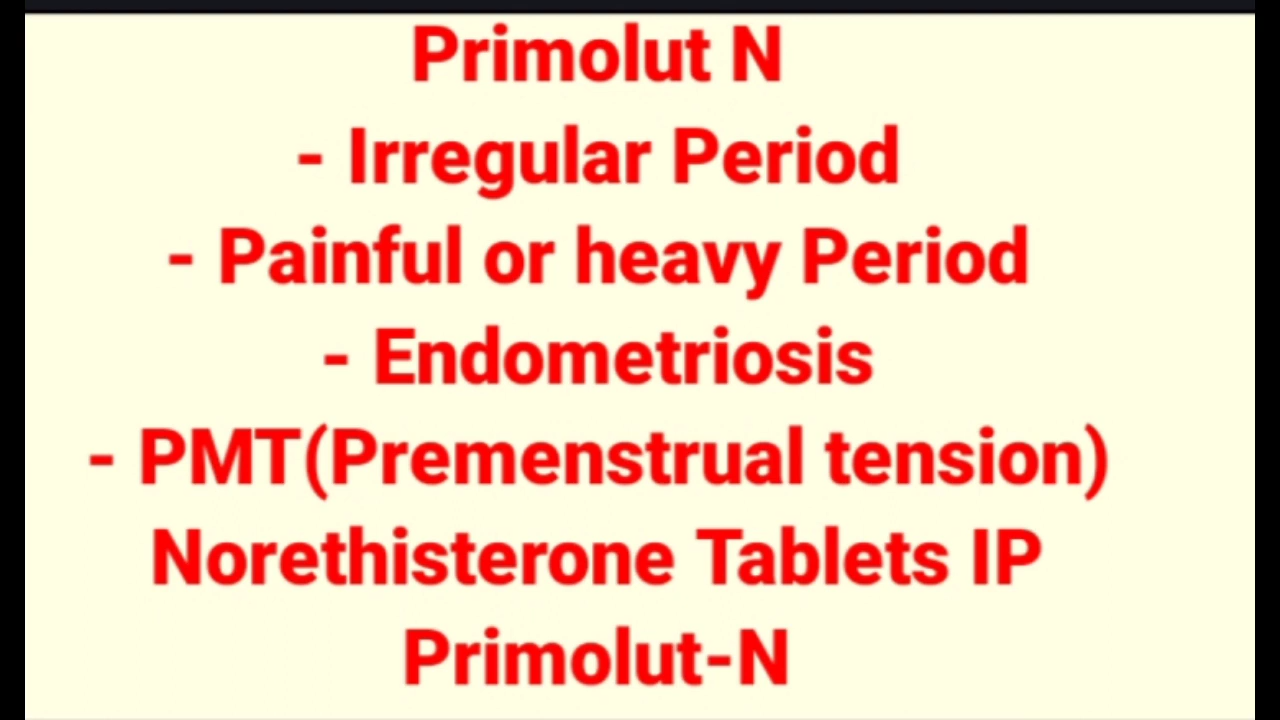 Primolut N
- Irregular Period
- Painful or heavy Period
- Endometriosis
- PMT(Premenstrual tension)
Norethisterone Tablets IP
Primolut-N